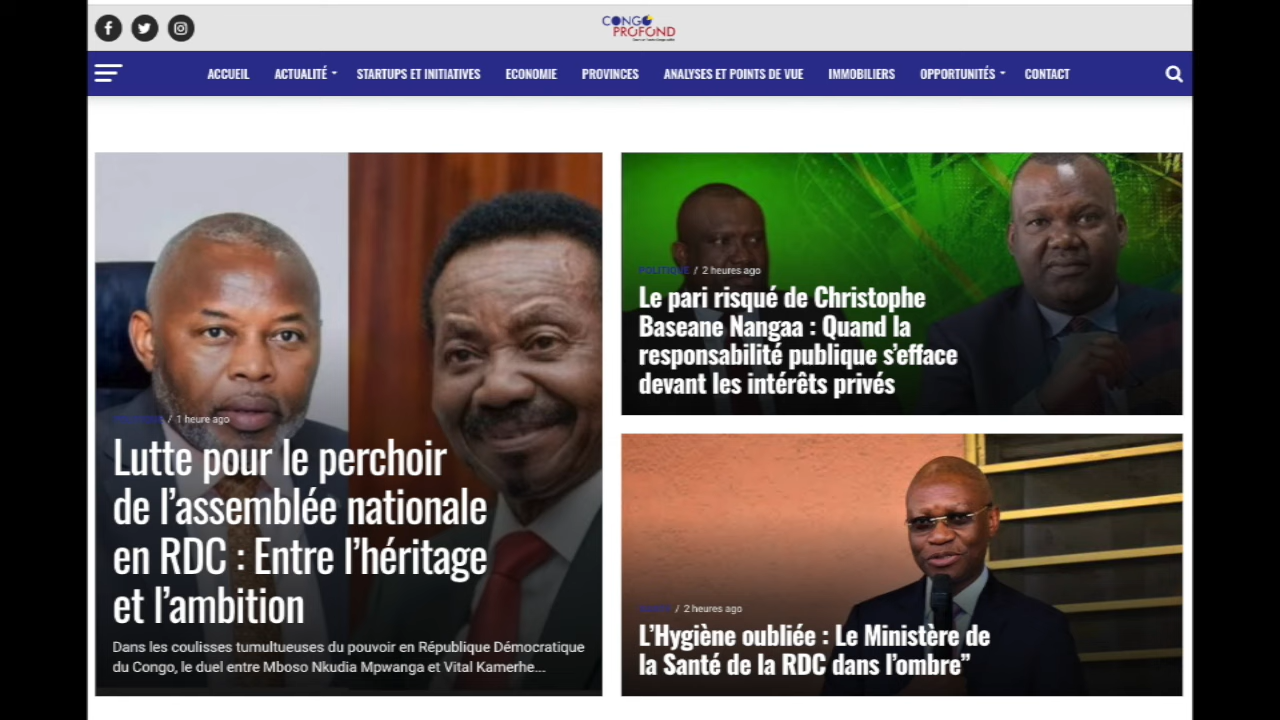 CONGO
PROFOND
ACCUEIL
ACTUALITÉ
STARTUPS ET INITIATIVES
ECONOMIE
PROVINCES
ANALYSES ET POINTS DE VUE
IMMOBILIERS
OPPORTUNITÉS
CONTACT
/ 1 heure ago
Lutte pour le perchoir
de l’assemblée nationale
en RDC : Entre l’héritage
et l’ambition
Dans les coulisses tumultueuses du pouvoir en République Démocratique
du Congo, le duel entre Mboso Nkudia Mpwanga et Vital Kamerhe...
POLITIQUE / 2 heures ago
Le pari risqué de Christophe
Baseane Nangaa : Quand la
responsabilité publique s’efface
devant les intérêts privés
/ 2 heures ago
L’Hygiène oubliée : Le Ministère de
la Santé de la RDC dans l’ombre”